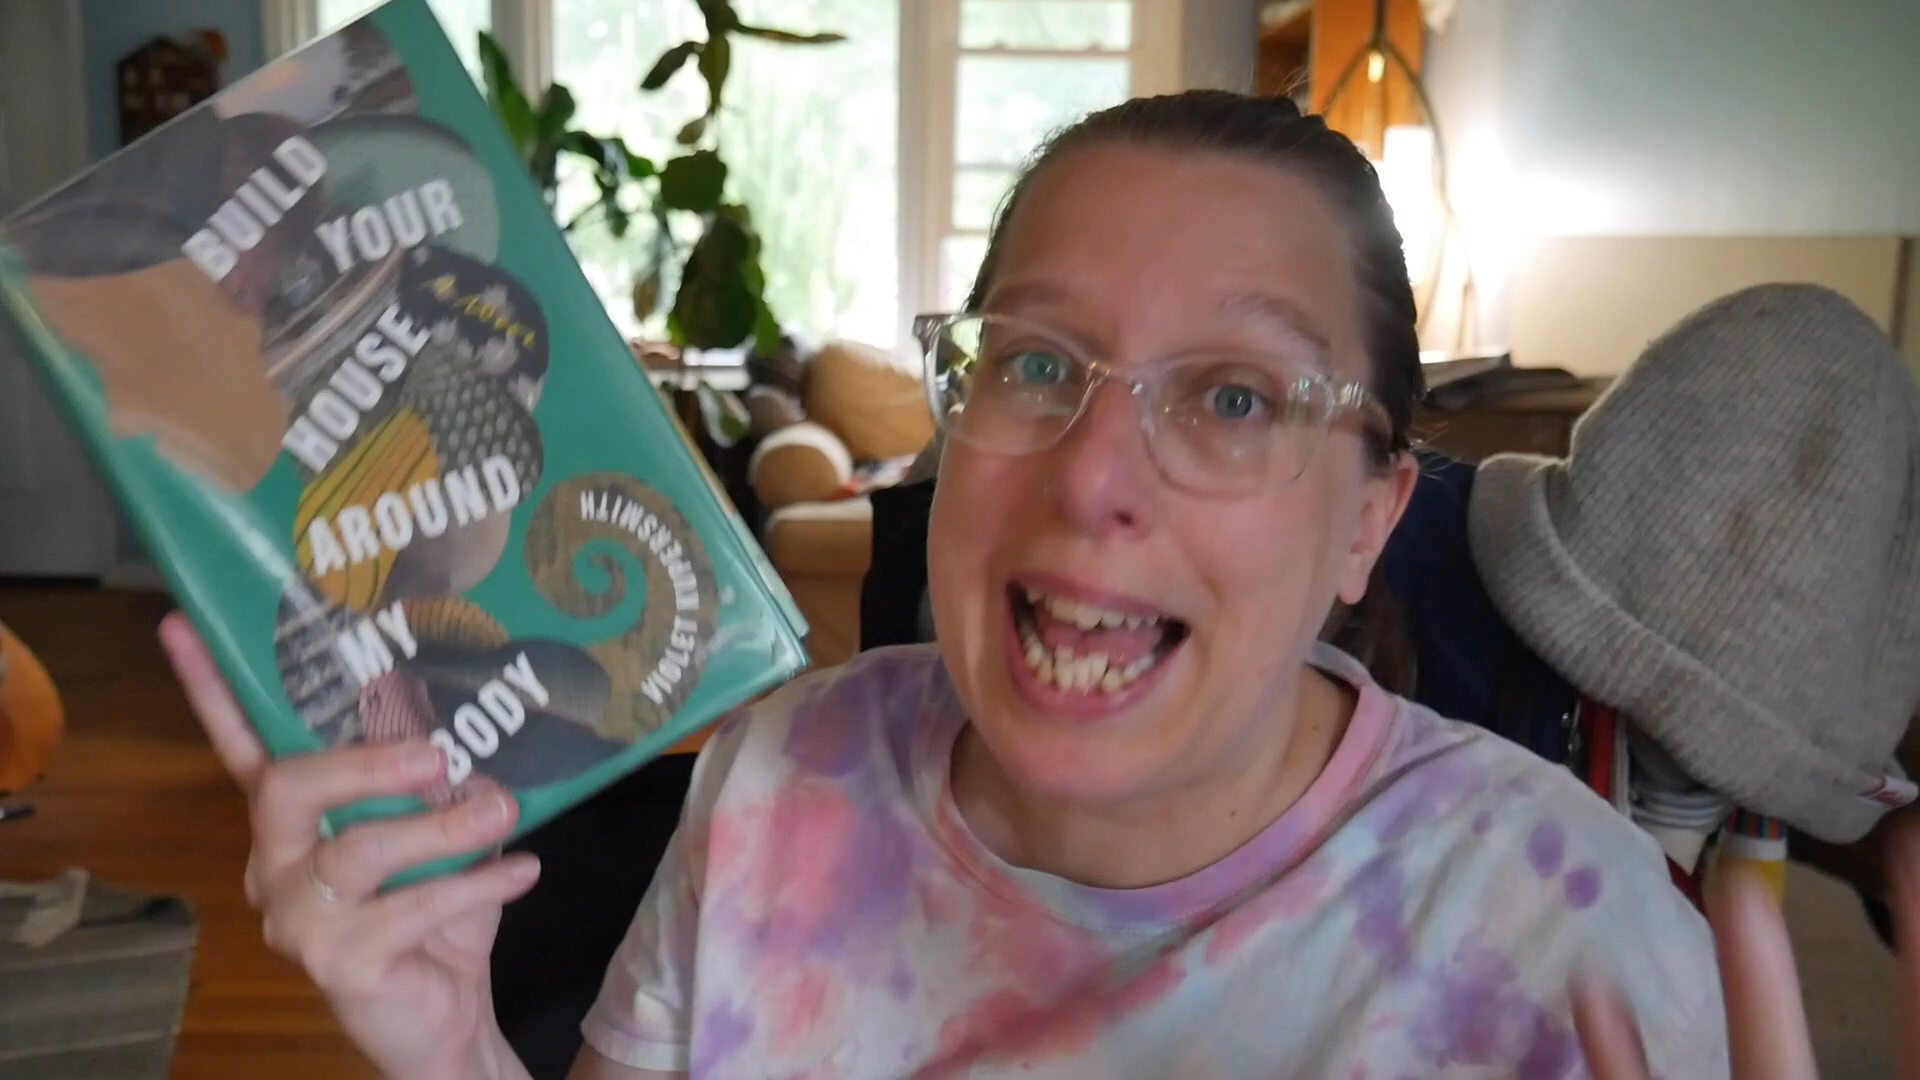 BUILD
YOUR
A NOVEL
HOUSE
AROUND
MY
BODY
VIOLET KUPERSMITH